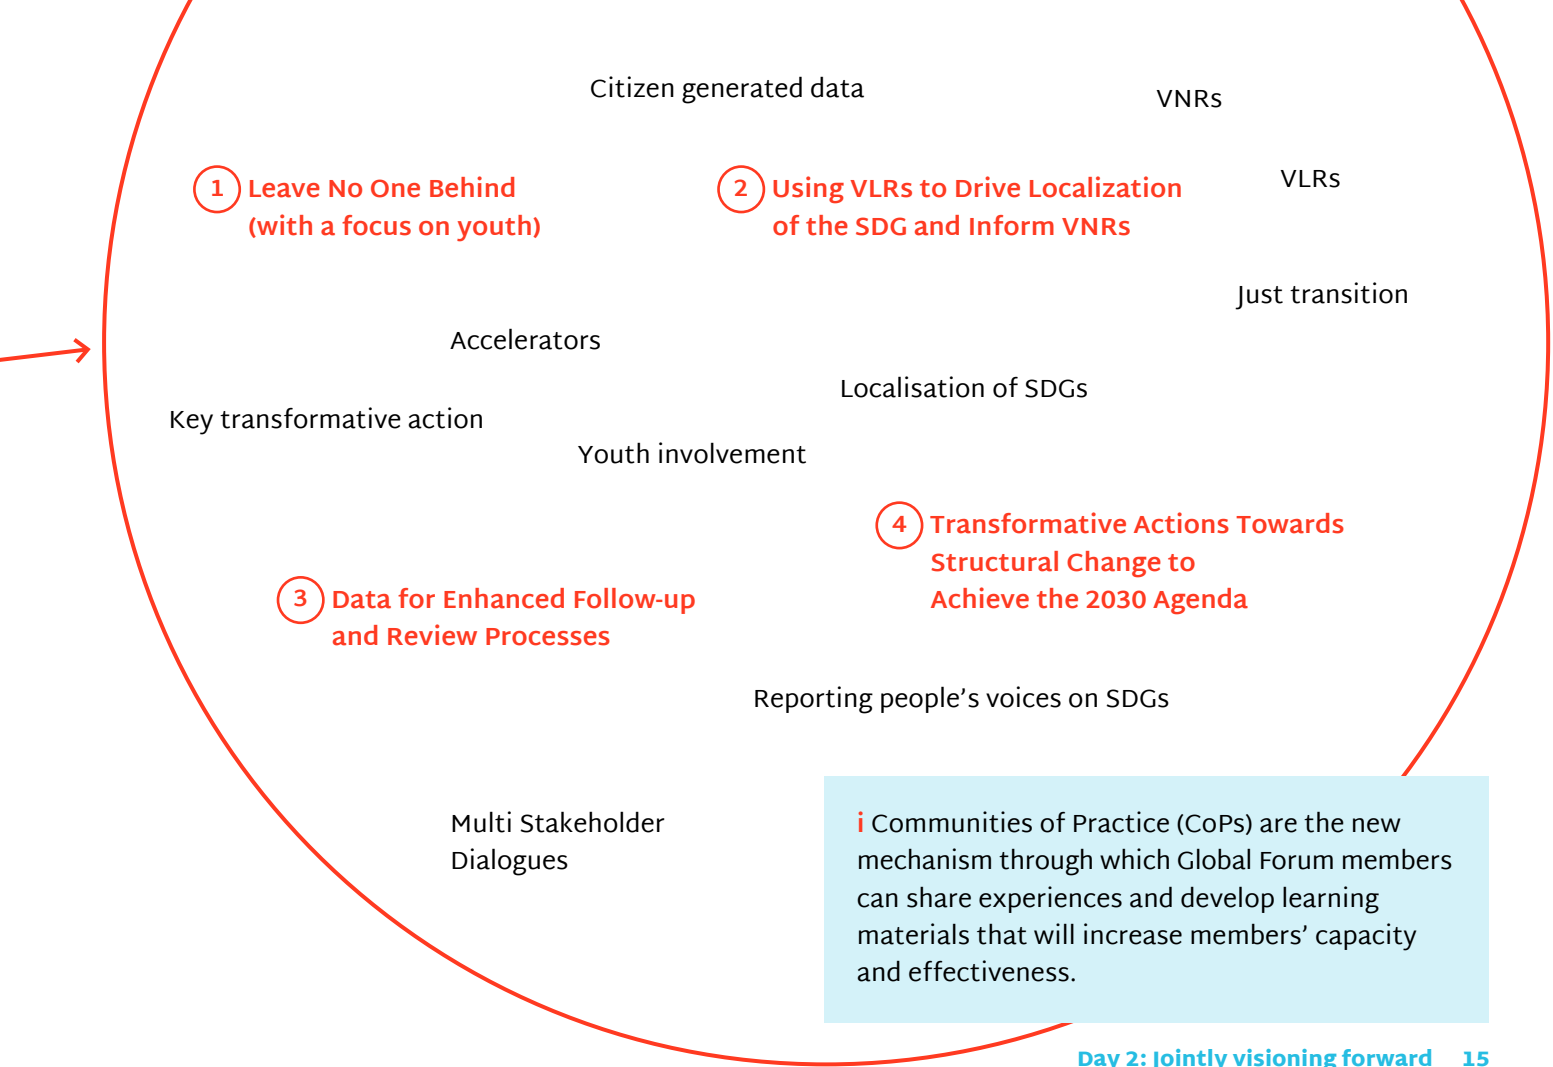 Citizen generated data
VNRs
1 Leave No One Behind
(with a focus on youth)
2 Using VLRs to Drive Localization
of the SDG and Inform VNRs
VLRs
Just transition
Accelerators
Localisation of SDGs
Key transformative action
Youth involvement
4 Transformative Actions Towards
Structural Change to
Achieve the 2030 Agenda
3 Data for Enhanced Follow-up
and Review Processes
Reporting people’s voices on SDGs
Multi Stakeholder
Dialogues
i Communities of Practice (CoPs) are the new
mechanism through which Global Forum members
can share experiences and develop learning
materials that will increase members’ capacity
and effectiveness.
Day 2: Jointly visioning forward 15